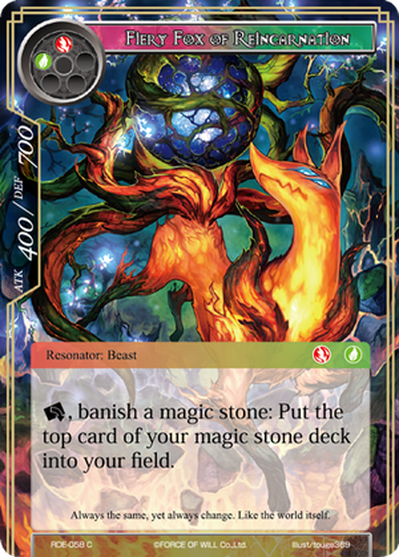 Fiery Fox of Reincarnation
ATK 400 / DEF 700
Resonator: Beast
, banish a magic stone: Put the
top card of your magic stone deck
into your field.
Always the same, yet always change. Like the world itself.
RDE-058 C ©FORCE OF WILL Co.,Ltd. Illust/touge369